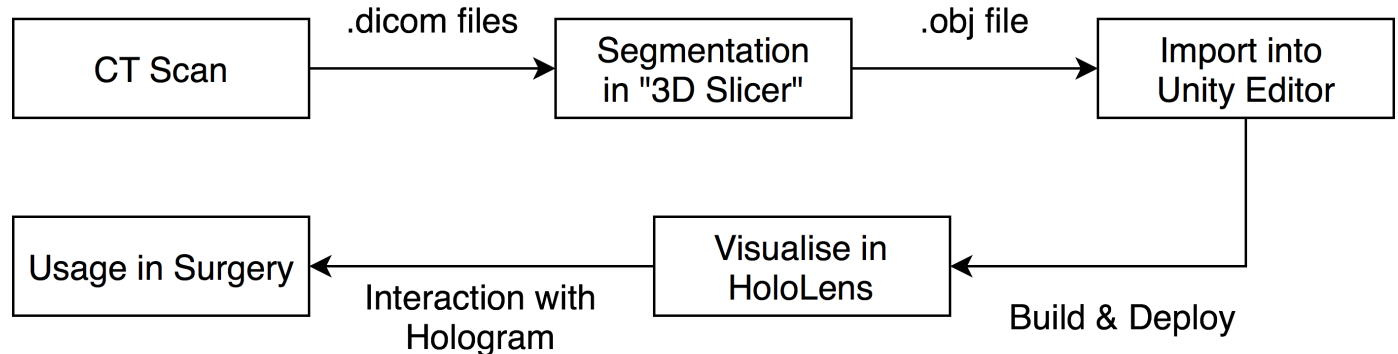 CT Scan
.dicom files
Segmentation
in "3D Slicer"
.obj file
Import into
Unity Editor
Build & Deploy
Visualise in
HoloLens
Interaction with
Hologram
Usage in Surgery